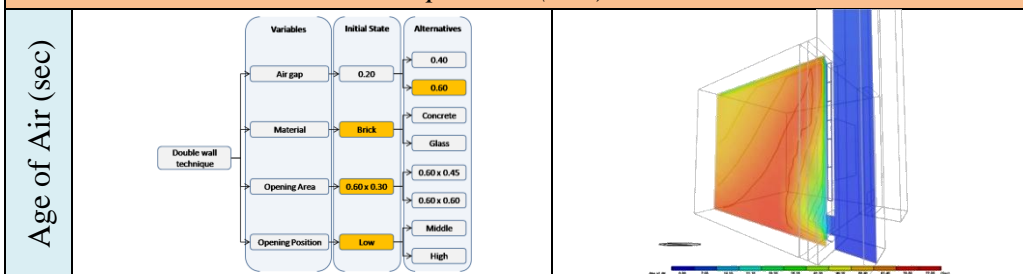 Age of Air (sec)
Variables
Initial State
Alternatives
Air gap
0.20
0.40
0.60
Material
Brick
Concrete
Glass
Double wall
technique
Opening Area
0.60 x 0.30
0.60 x 0.45
0.60 x 0.60
Opening Position
Low
Middle
High